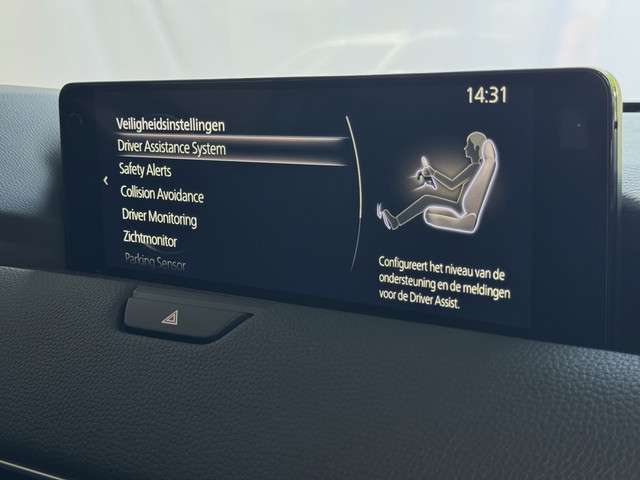 14:31
Veiligheidsinstellingen
Driver Assistance System
Safety Alerts
Collision Avoidance
Driver Monitoring
Zichtmonitor
Parking Sensor
Configureert het niveau van de
ondersteuning en de meldingen
voor de Driver Assist.